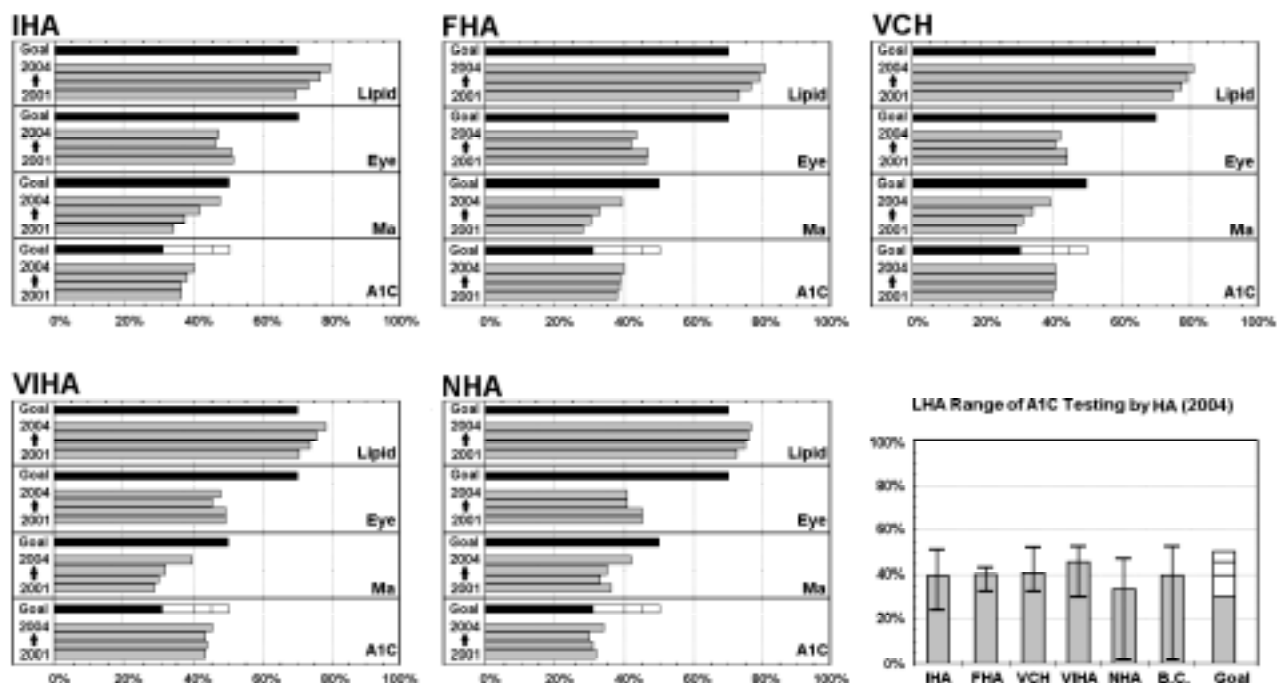 IHA
Goal
2004
2001
Lipid
Goal
2004
2001
Eye
Goal
2004
2001
Ma
Goal
2004
2001
A1C
0% 20% 40% 60% 80% 100%
FHA
Goal
2004
2001
Lipid
Goal
2004
2001
Eye
Goal
2004
2001
Ma
Goal
2004
2001
A1C
0% 20% 40% 60% 80% 100%
VCH
Goal
2004
2001
Lipid
Goal
2004
2001
Eye
Goal
2004
2001
Ma
Goal
2004
2001
A1C
0% 20% 40% 60% 80% 100%
VIHA
Goal
2004
2001
Lipid
Goal
2004
2001
Eye
Goal
2004
2001
Ma
Goal
2004
2001
A1C
0% 20% 40% 60% 80% 100%
NHA
Goal
2004
2001
Lipid
Goal
2004
2001
Eye
Goal
2004
2001
Ma
Goal
2004
2001
A1C
0% 20% 40% 60% 80% 100%
LHA Range of A1C Testing by HA (2004)
100%
80%
60%
40%
20%
0%
IHA FHA VCH VIHA NHA B.C. Goal